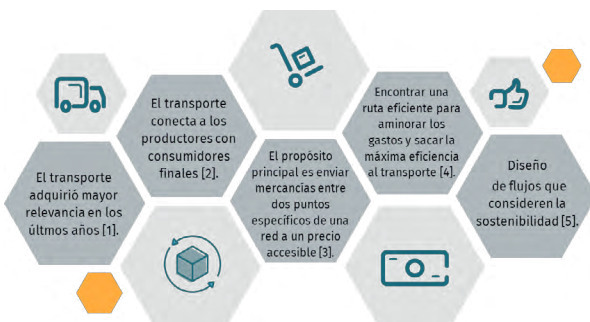 El transporte
adquirió mayor
relevancia en los
últmos años [1].
El transporte
conecta a los
productores con
consumidores
finales [2].
El propósito
principal es enviar
mercancías entre
dos puntos
específicos de una
red a un precio
accesible [3].
Encontrar una
ruta eficiente para
aminorar los
gastos y sacar la
máxima eficiencia
al transporte [4].
Diseño
de flujos que
consideren la
sostenibilidad [5].